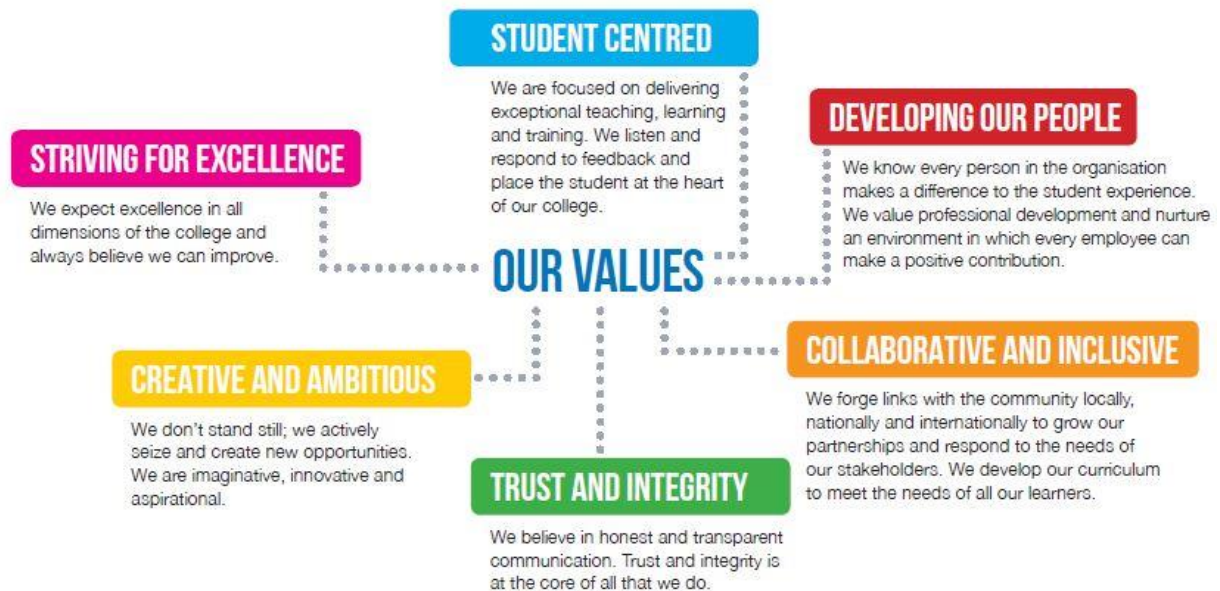 STUDENT CENTRED
We are focused on delivering
exceptional teaching, learning
and training. We listen and
respond to feedback and
place the student at the heart
of our college.
DEVELOPING OUR PEOPLE
We know every person in the organisation
makes a difference to the student experience.
We value professional development and nurture
an environment in which every employee can
make a positive contribution.
STRIVING FOR EXCELLENCE
We expect excellence in all
dimensions of the college and
always believe we can improve.
OUR VALUES
CREATIVE AND AMBITIOUS
We don't stand still; we actively
seize and create new opportunities.
We are imaginative, innovative and
aspirational.
COLLABORATIVE AND INCLUSIVE
We forge links with the community locally,
nationally and internationally to grow our
partnerships and respond to the needs of
our stakeholders. We develop our curriculum
to meet the needs of all our learners.
TRUST AND INTEGRITY
We believe in honest and transparent
communication. Trust and integrity is
at the core of all that we do.